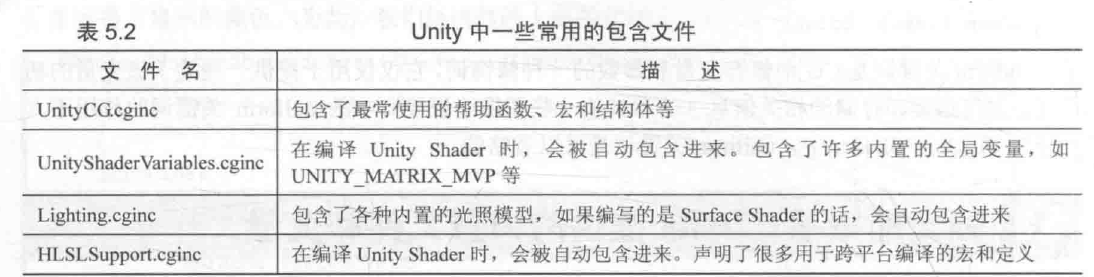 表 5.2 Unity 中一些常用的包含文件
文 件 名 描 述
UnityCG.cginc 包含了最常使用的帮助函数、宏和结构体等
UnityShaderVariables.cginc 在编译 Unity Shader 时，会被自动包含进来。包含了许多内置的全局变量，如
UNITY_MATRIX_MVP 等
Lighting.cginc 包含了各种内置的光照模型，如果编写的是 Surface Shader 的话，会自动包含进来
HLSLSupport.cginc 在编译 Unity Shader 时，会被自动包含进来。声明了很多用于跨平台编译的宏和定义